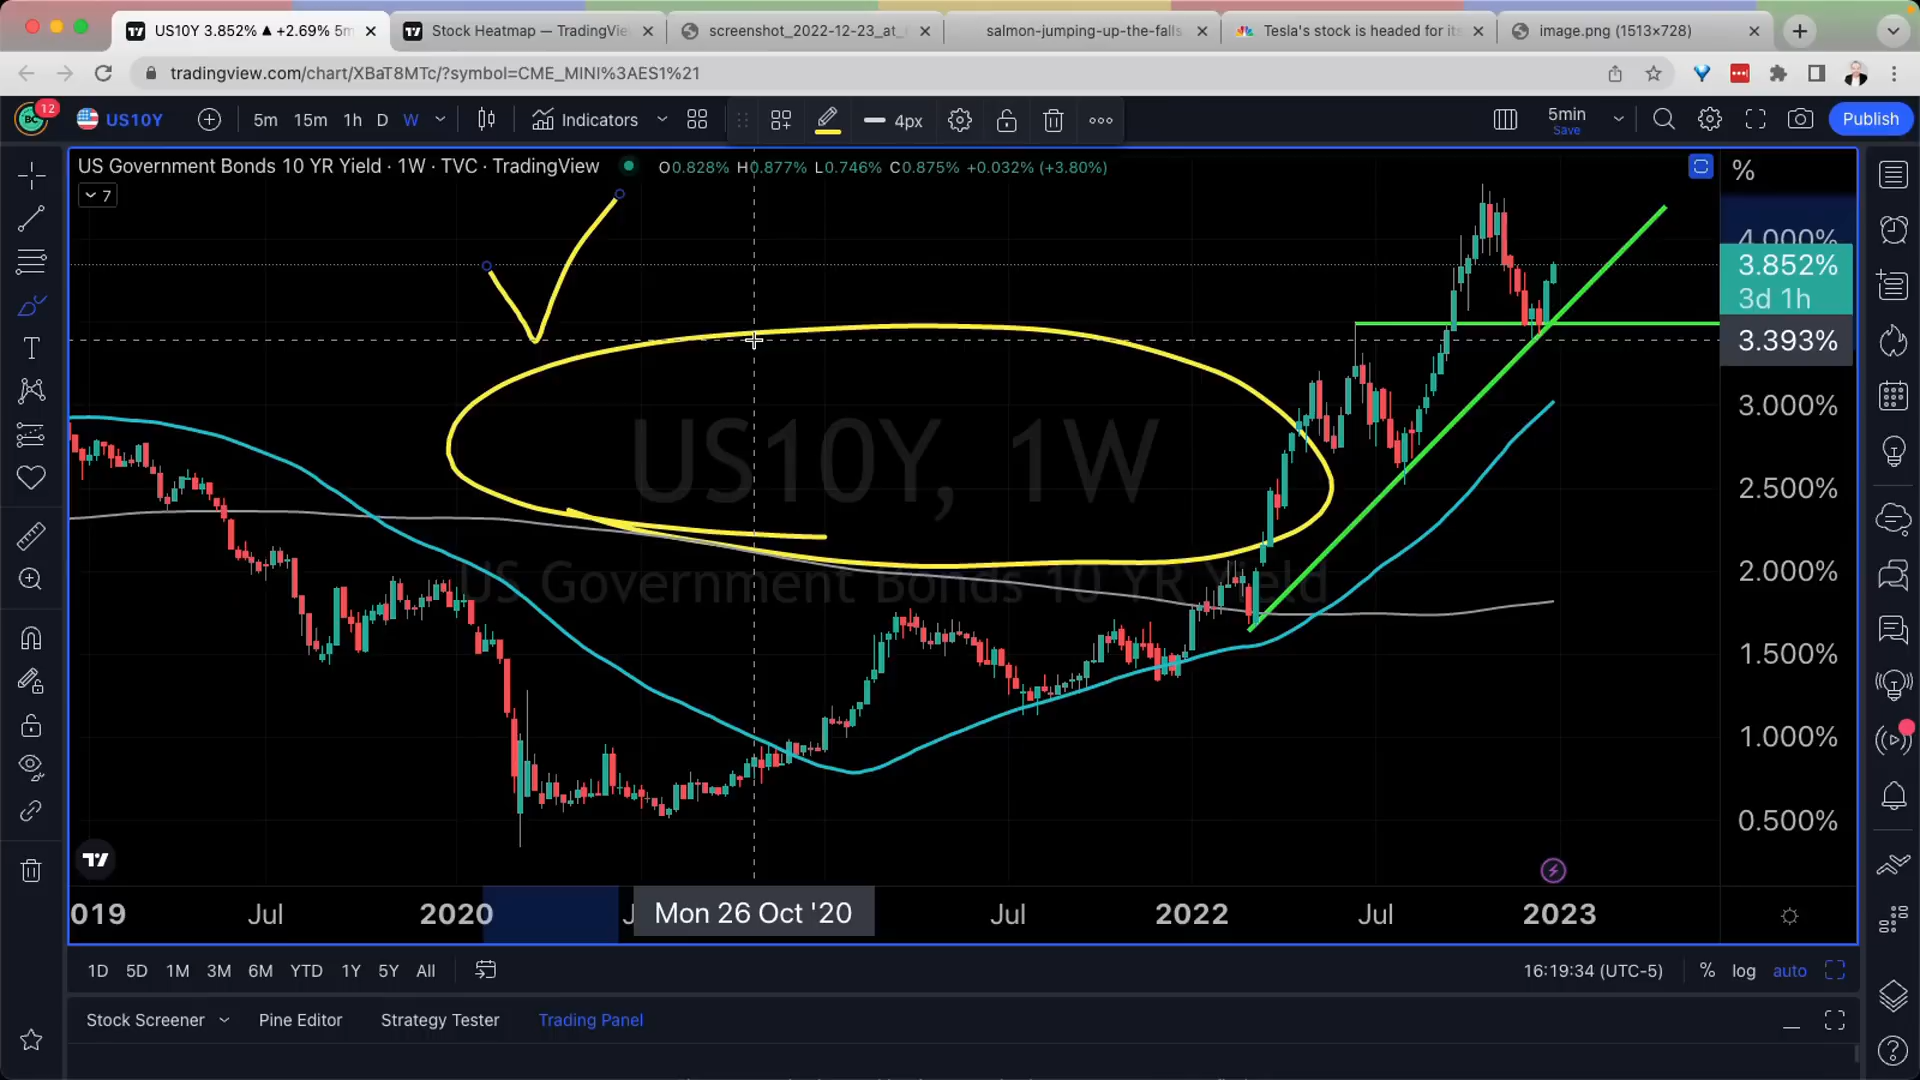 US10Y 3.852% ▲ +2.69% 5m
Stock Heatmap — TradingVie
screenshot_2022-12-23_at_
salmon-jumping-up-the-falls
Tesla's stock is headed for its
image.png (1513×728)
tradingview.com/chart/XBaT8MTc/?symbol=CME_MINI%3AES1%21
12
US10Y
5m 15m 1h D W
Indicators
4px
5min
Save
Publish
US Government Bonds 10 YR Yield · 1W · TVC · TradingView
O0.828% H0.877% L0.746% C0.875% +0.032% (+3.80%)
%
7
4.000%
3.852%
3d 1h
3.393%
3.000%
2.500%
2.000%
1.500%
1.000%
0.500%
US10Y, 1W
US Government Bonds 10 YR Yield
019 Jul 2020 Mon 26 Oct '20 Jul 2022 Jul 2023
1D 5D 1M 3M 6M YTD 1Y 5Y All
16:19:34 (UTC-5) % log auto
Stock Screener Pine Editor Strategy Tester Trading Panel